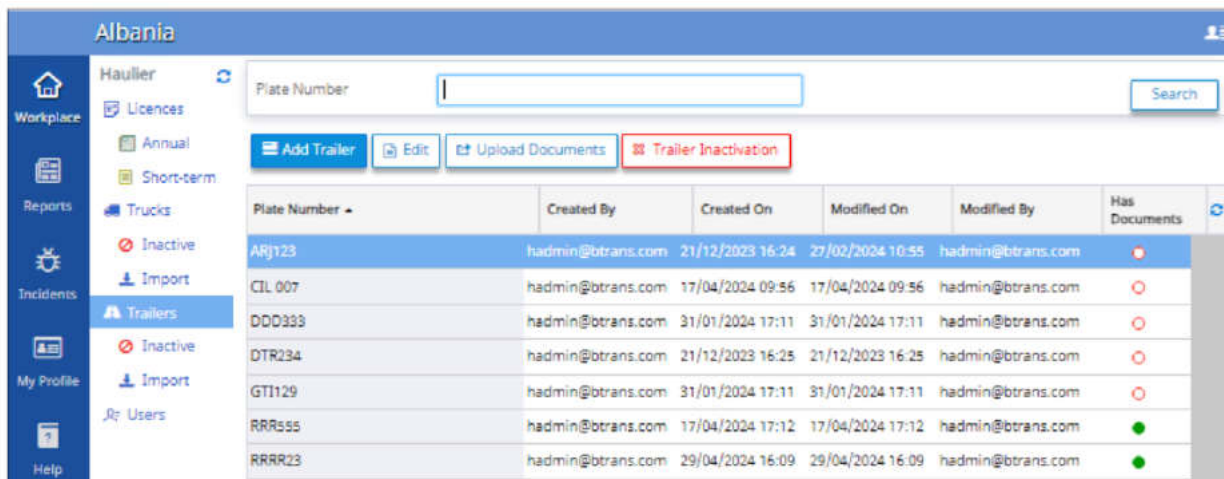 Albania
Workplace
Reports
Incidents
My Profile
Help
Haulier
Licences
Annual
Short-term
Trucks
Inactive
Import
Trailers
Inactive
Import
Users
Plate Number
Search
Add Trailer Edit Upload Documents Trailer Inactivation
Plate Number Created By Created On Modified On Modified By Has Documents
ARJ123 hadmin@btrans.com 21/12/2023 16:24 27/02/2024 10:55 hadmin@btrans.com
CIL 007 hadmin@btrans.com 17/04/2024 09:56 17/04/2024 09:56 hadmin@btrans.com
DDD333 hadmin@btrans.com 31/01/2024 17:11 31/01/2024 17:11 hadmin@btrans.com
DTR234 hadmin@btrans.com 21/12/2023 16:25 21/12/2023 16:25 hadmin@btrans.com
GTI129 hadmin@btrans.com 31/01/2024 17:11 31/01/2024 17:11 hadmin@btrans.com
RRR555 hadmin@btrans.com 17/04/2024 17:12 17/04/2024 17:12 hadmin@btrans.com
RRRR23 hadmin@btrans.com 29/04/2024 16:09 29/04/2024 16:09 hadmin@btrans.com